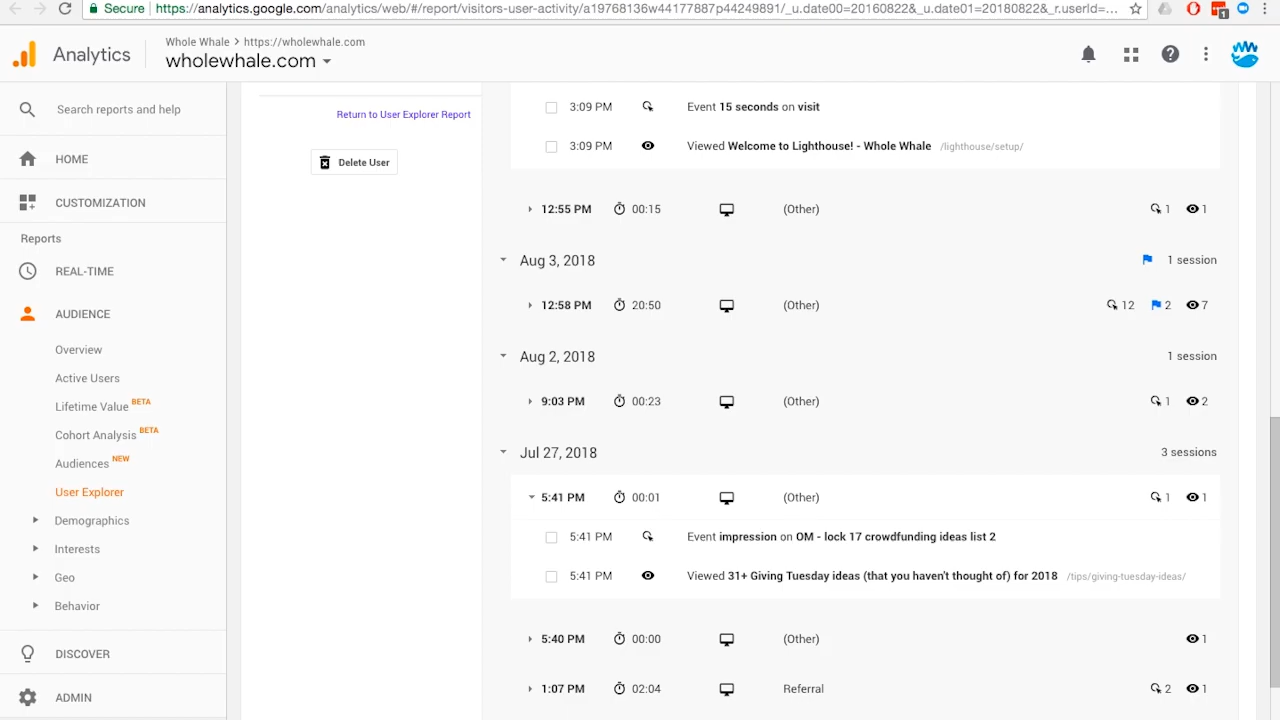 Secure https://analytics.google.com/analytics/web/#/report/visitors-user-activity/a19768136w44177887p44249891/_u.date00=20160822&_u.date01=20180822&_r.userId=...
1
Analytics
Whole Whale > https://wholewhale.com
wholewhale.com
Search reports and help
HOME
CUSTOMIZATION
Reports
REAL-TIME
AUDIENCE
Overview
Active Users
Lifetime Value BETA
Cohort Analysis BETA
Audiences NEW
User Explorer
Demographics
Interests
Geo
Behavior
DISCOVER
ADMIN
Return to User Explorer Report
Delete User
3:09 PM Event 15 seconds on visit
3:09 PM Viewed Welcome to Lighthouse! - Whole Whale /lighthouse/setup/
12:55 PM 00:15 (Other) 1 1
Aug 3, 2018 1 session
12:58 PM 20:50 (Other) 12 2 7
Aug 2, 2018 1 session
9:03 PM 00:23 (Other) 1 2
Jul 27, 2018 3 sessions
5:41 PM 00:01 (Other) 1 1
5:41 PM Event impression on OM - lock 17 crowdfunding ideas list 2
5:41 PM Viewed 31+ Giving Tuesday ideas (that you haven't thought of) for 2018 /tips/giving-tuesday-ideas/
5:40 PM 00:00 (Other) 1
1:07 PM 02:04 Referral 2 1